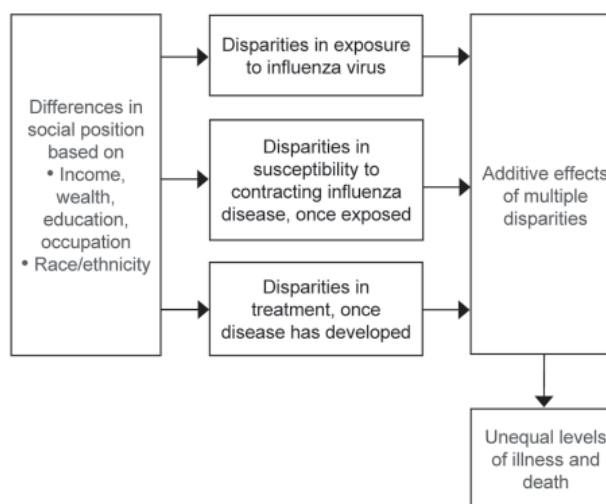 Differences in
social position
based on
• Income,
wealth,
education,
occupation
• Race/ethnicity
Disparities in exposure
to influenza virus
Disparities in
susceptibility to
contracting influenza
disease, once exposed
Disparities in
treatment, once
disease has developed
Additive effects
of multiple
disparities
Unequal levels
of illness and
death